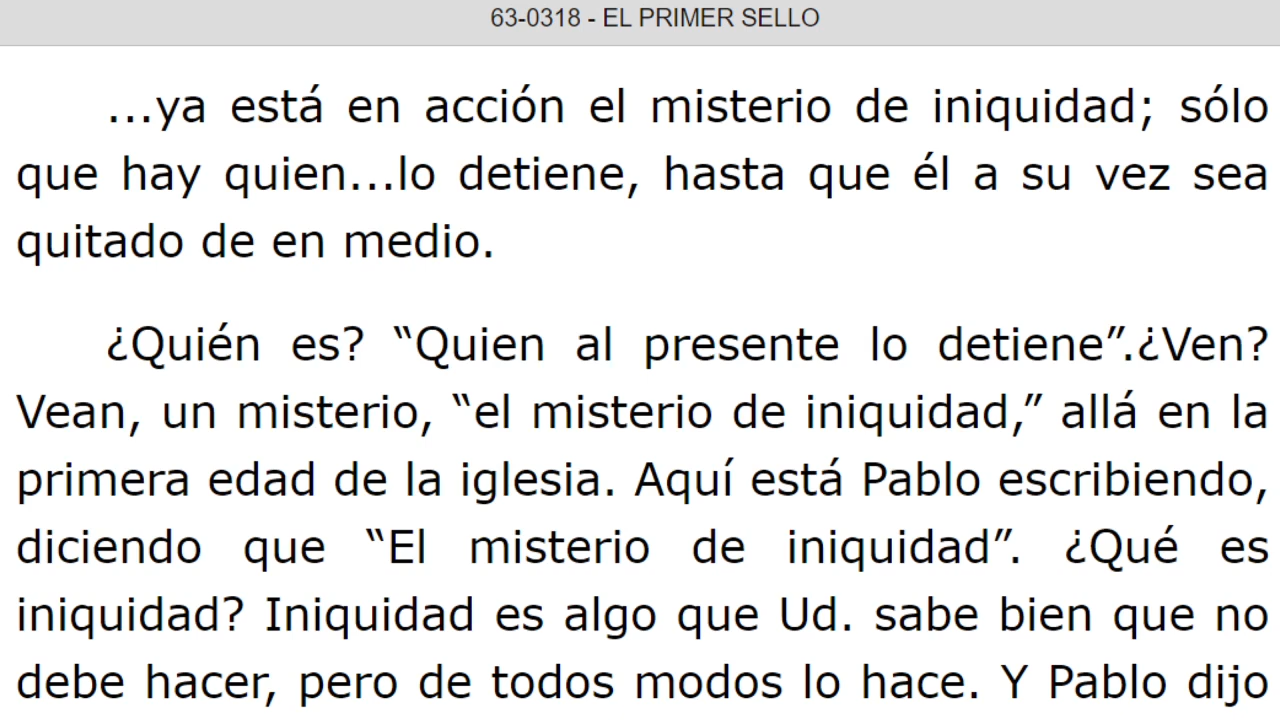 63-0318 - EL PRIMER SELLO
...ya está en acción el misterio de iniquidad; sólo
que hay quien...lo detiene, hasta que él a su vez sea
quitado de en medio.
¿Quién es? “Quien al presente lo detiene”.¿Ven?
Vean, un misterio, “el misterio de iniquidad,” allá en la
primera edad de la iglesia. Aquí está Pablo escribiendo,
diciendo que “El misterio de iniquidad”. ¿Qué es
iniquidad? Iniquidad es algo que Ud. sabe bien que no
debe hacer, pero de todos modos lo hace. Y Pablo dijo